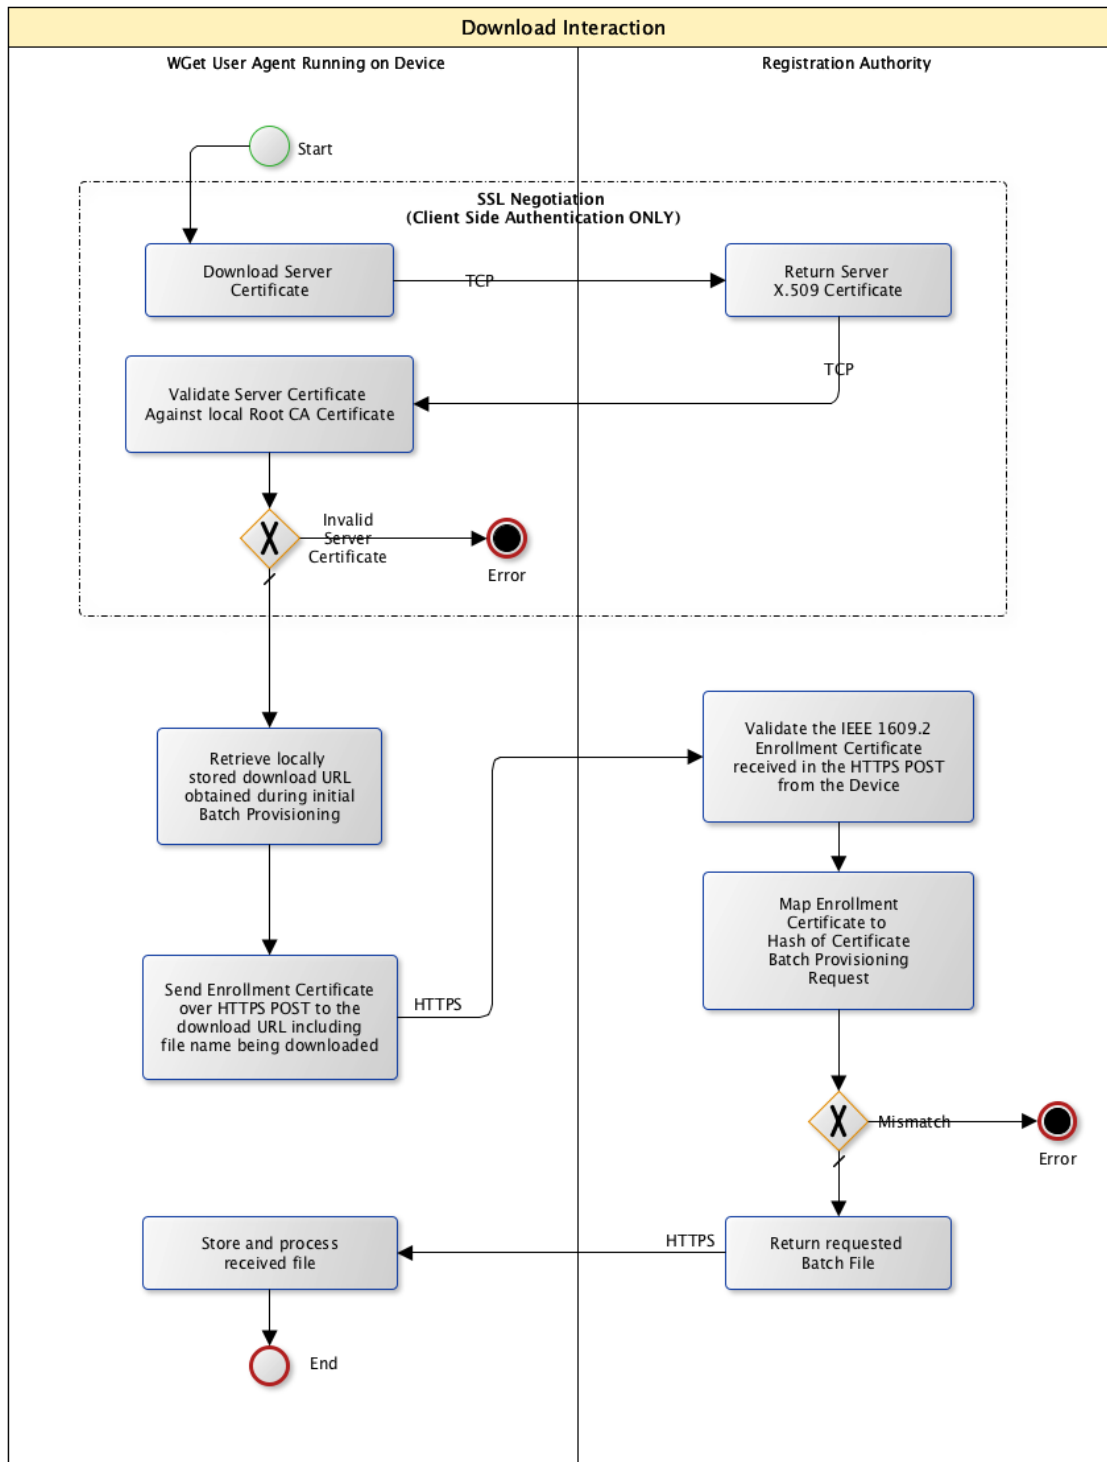 Download Interaction
WGet User Agent Running on Device
Registration Authority
Start
SSL Negotiation
(Client Side Authentication ONLY)
Download Server
Certificate
TCP
Return Server
X.509 Certificate
TCP
Validate Server Certificate
Against local Root CA Certificate
X
Invalid
Server
Certificate
Error
Retrieve locally
stored download URL
obtained during initial
Batch Provisioning
Validate the IEEE 1609.2
Enrollment Certificate
received in the HTTPS POST
from the Device
Map Enrollment
Certificate to
Hash of Certificate
Batch Provisioning
Request
Send Enrollment Certificate
over HTTPS POST to the
download URL including
file name being downloaded
HTTPS
X
Mismatch
Error
Store and process
received file
HTTPS
Return requested
Batch File
End